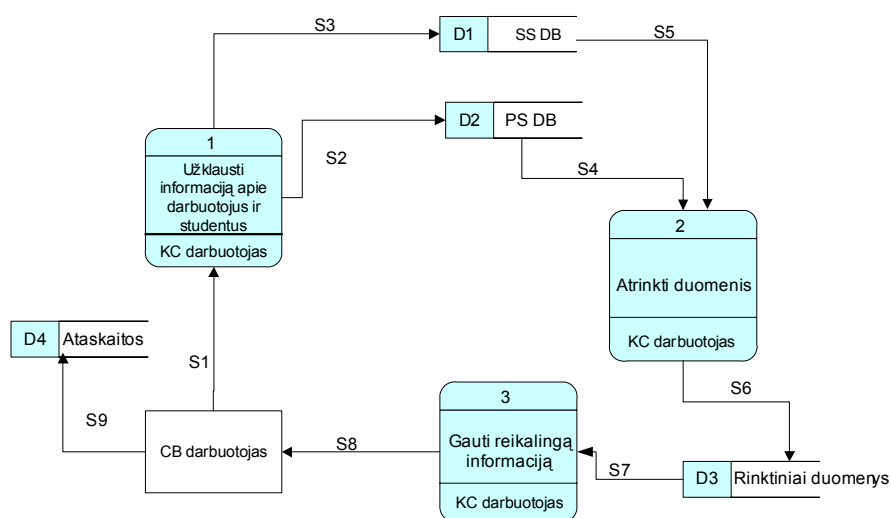 S3
D1 SS DB
S5
D2 PS DB
1
Užklausti
informaciją apie
darbuotojus ir
studentus
KC darbuotojas
S2
S4
2
Atrinkti duomenis
KC darbuotojas
D4 Ataskaitos
S1
S6
3
Gauti reikalingą
informaciją
KC darbuotojas
S9
CB darbuotojas
S8
S7
D3 Rinktiniai duomenys